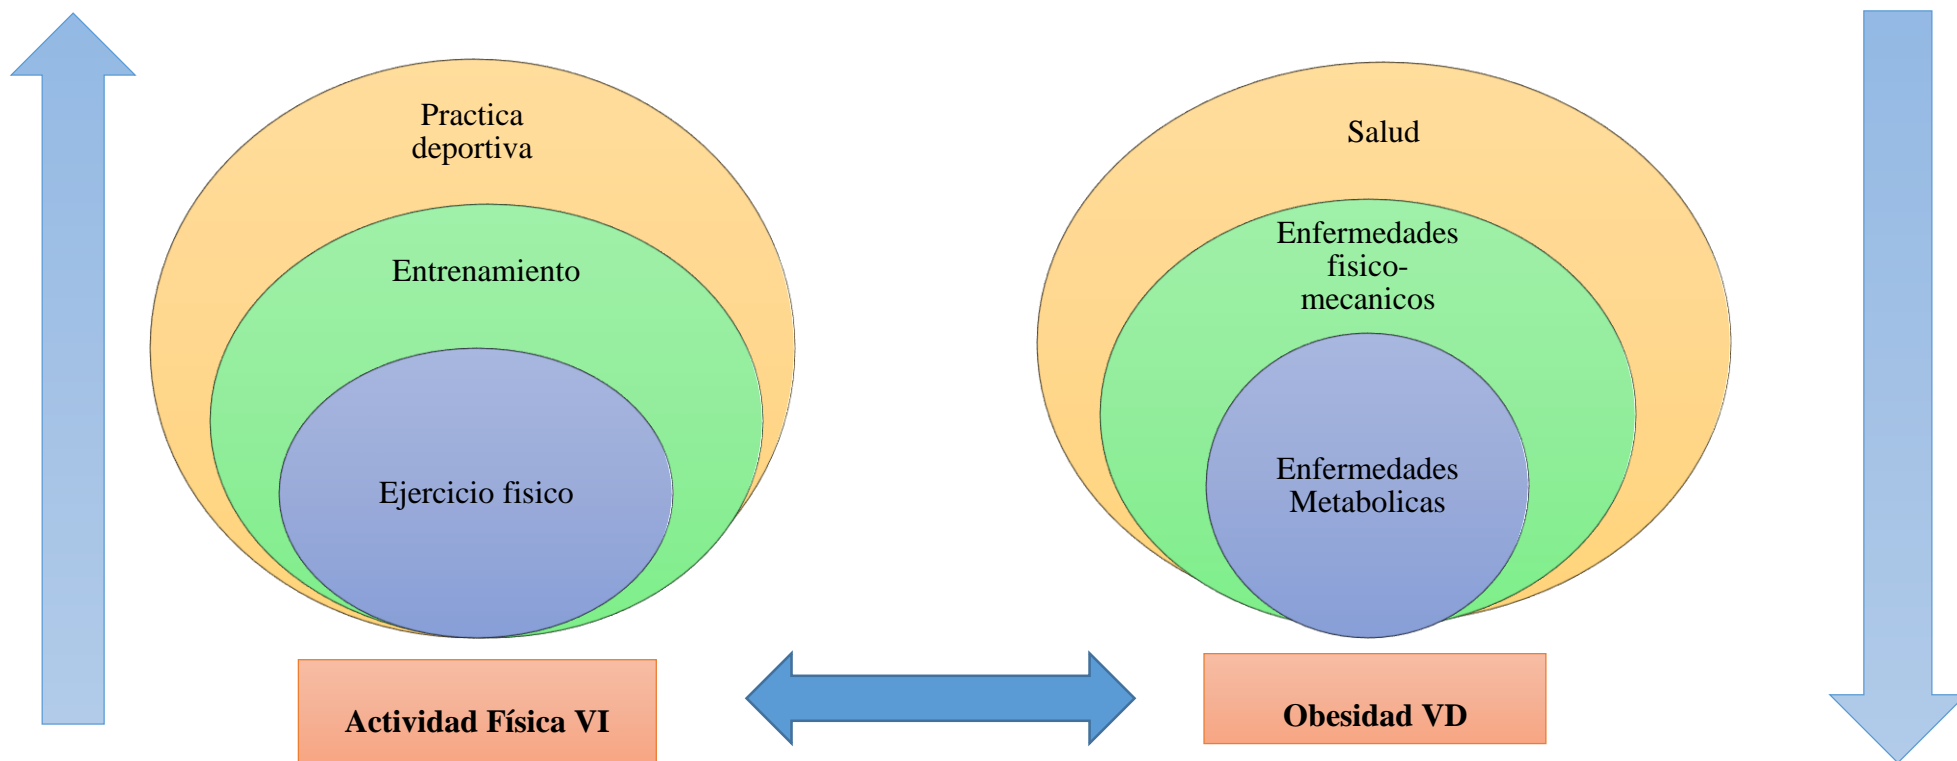 Practica
deportiva
Entrenamiento
Ejercicio fisico
Actividad Física VI
Salud
Enfermedades
fisico-
mecanicos
Enfermedades
Metabolicas
Obesidad VD